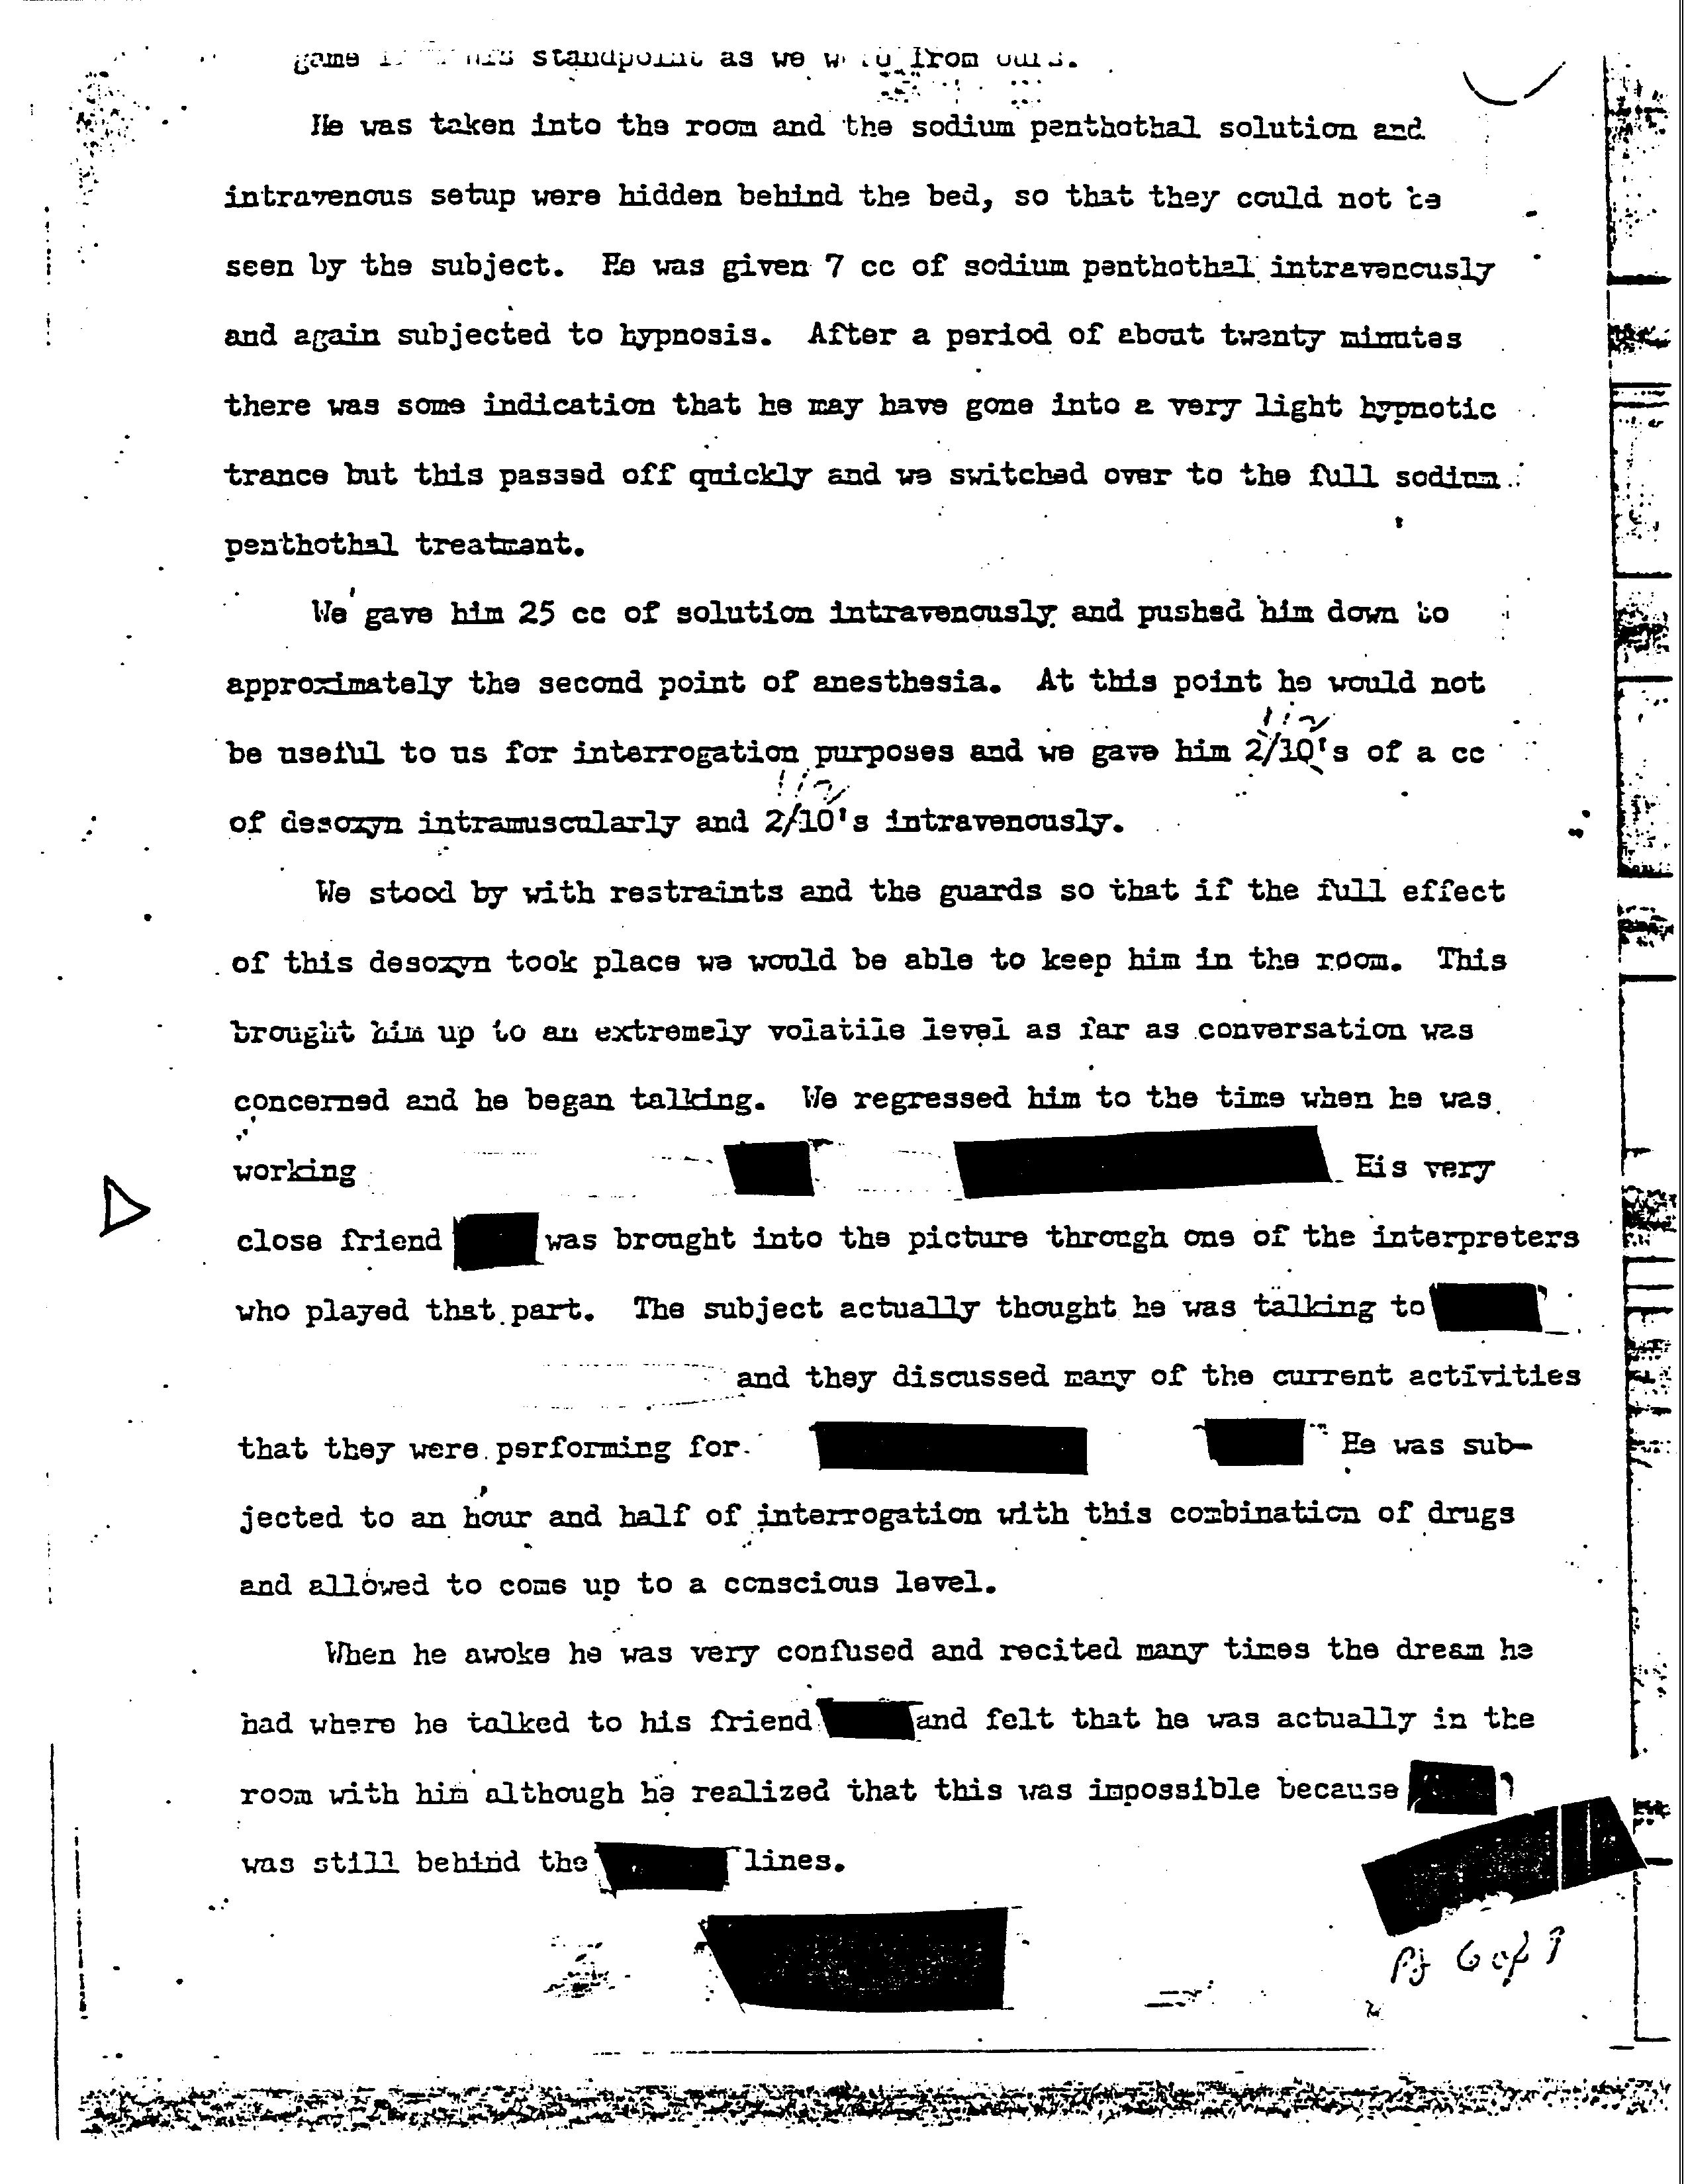 game his standpoint as we were from ours.
He was taken into the room and the sodium penthothal solution and
intravenous setup were hidden behind the bed, so that they could not be
seen by the subject. He was given 7 cc of sodium penthothal intravenously
and again subjected to hypnosis. After a period of about twenty minutes
there was some indication that he may have gone into a very light hypnotic
trance but this passed off quickly and we switched over to the full sodium
penthothal treatment.
We gave him 25 cc of solution intravenously and pushed him down to
approximately the second point of anesthesia. At this point he would not
be useful to us for interrogation purposes and we gave him 2/10's of a cc
of desoxyn intramuscularly and 2/10's intravenously.
We stood by with restraints and the guards so that if the full effect
of this desoxyn took place we would be able to keep him in the room. This
brought him up to an extremely volatile level as far as conversation was
concerned and he began talking. We regressed him to the time when he was
working His very
close friend was brought into the picture through one of the interpreters
who played that part. The subject actually thought he was talking to
and they discussed many of the current activities
that they were performing for He was sub-
jected to an hour and half of interrogation with this combination of drugs
and allowed to come up to a conscious level.
When he awoke he was very confused and recited many times the dream he
had where he talked to his friend and felt that he was actually in the
room with him although he realized that this was impossible because
was still behind the lines.
pg 6 of 9